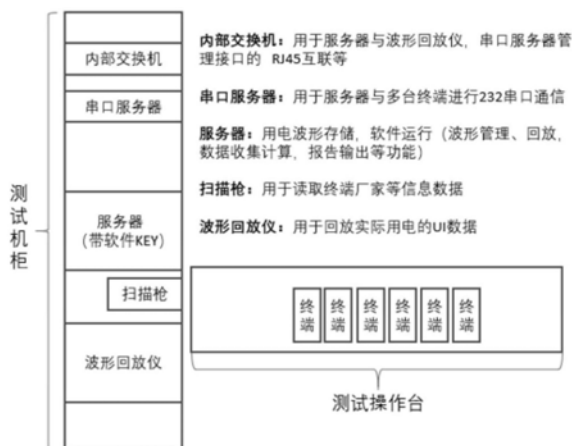 内部交换机
串口服务器
服务器
（带软件KEY）
扫描枪
波形回放仪
测试机柜
内部交换机：用于服务器与波形回放仪，串口服务器管
理接口的 RJ45互联等
串口服务器：用于服务器与多台终端进行232串口通信
服务器：用电波形存储，软件运行（波形管理、回放，
数据收集计算，报告输出等功能）
扫描枪：用于读取终端厂家等信息数据
波形回放仪：用于回放实际用电的UI数据
终端
终端
终端
终端
终端
终端
测试操作台